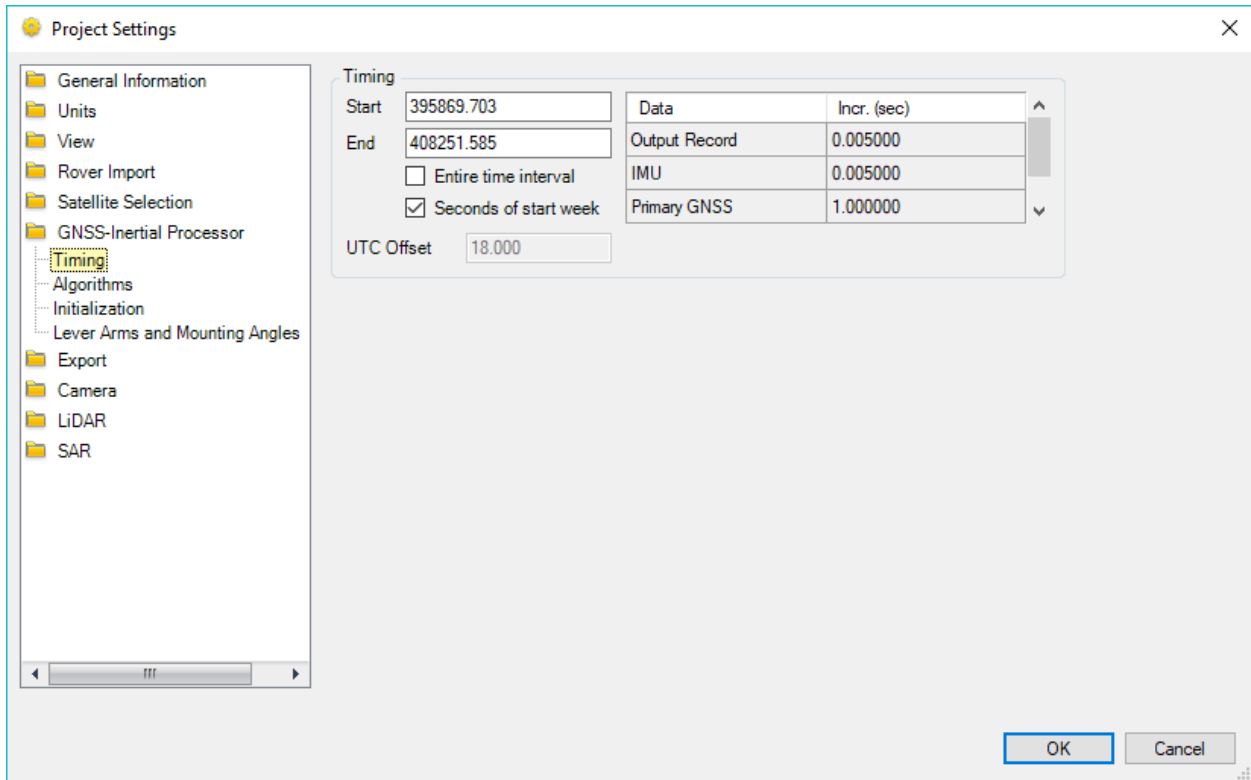 Project Settings
General Information
Units
View
Rover Import
Satellite Selection
GNSS-Inertial Processor
Timing
Algorithms
Initialization
Lever Arms and Mounting Angles
Export
Camera
LiDAR
SAR
Timing
Start 395869.703
End 408251.585
Entire time interval
Seconds of start week
UTC Offset 18.000
Data Incr. (sec)
Output Record 0.005000
IMU 0.005000
Primary GNSS 1.000000
OK Cancel